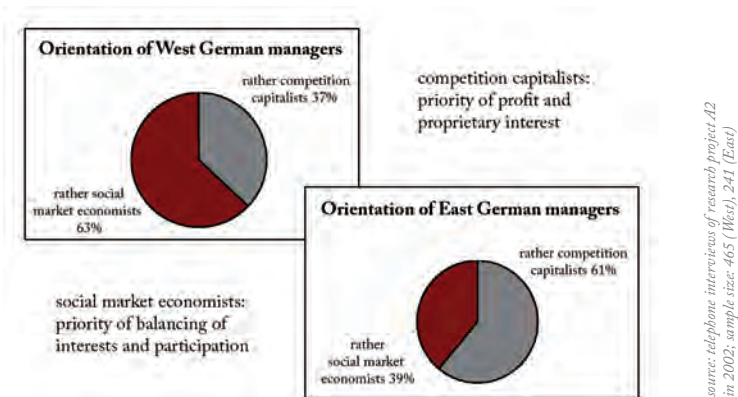 Orientation of West German managers
rather competition
capitalists 37%
rather social
market economists
63%
competition capitalists:
priority of profit and
proprietary interest
Orientation of East German managers
rather competition
capitalists 61%
rather
social market
economists 39%
social market economists:
priority of balancing of
interests and participation
source: telephone interviews of research project A2
in 2002; sample size: 465 (West), 241 (East)